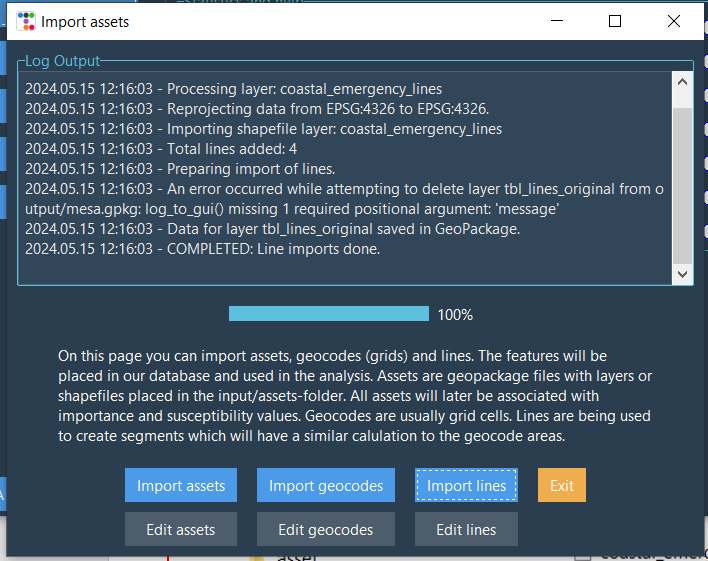 Import assets
Log Output
2024.05.15 12:16:03 - Processing layer: coastal_emergency_lines
2024.05.15 12:16:03 - Reprojecting data from EPSG:4326 to EPSG:4326.
2024.05.15 12:16:03 - Importing shapefile layer: coastal_emergency_lines
2024.05.15 12:16:03 - Total lines added: 4
2024.05.15 12:16:03 - Preparing import of lines.
2024.05.15 12:16:03 - An error occurred while attempting to delete layer tbl_lines_original from o
utput/mesa.gpkg: log_to_gui() missing 1 required positional argument: 'message'
2024.05.15 12:16:03 - Data for layer tbl_lines_original saved in GeoPackage.
2024.05.15 12:16:03 - COMPLETED: Line imports done.
100%
On this page you can import assets, geocodes (grids) and lines. The features will be
placed in our database and used in the analysis. Assets are geopackage files with layers or
shapefiles placed in the input/assets-folder. All assets will later be associated with
importance and susceptibility values. Geocodes are usually grid cells. Lines are being used
to create segments which will have a similar calulation to the geocode areas.
Import assets Import geocodes Import lines Exit
Edit assets Edit geocodes Edit lines